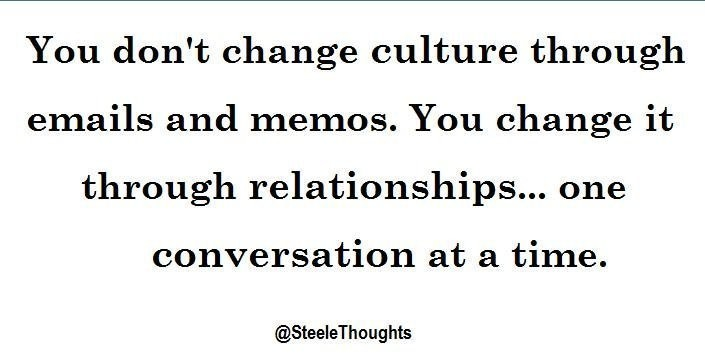 You don't change culture through
emails and memos. You change it
through relationships... one
conversation at a time.
@SteeleThoughts